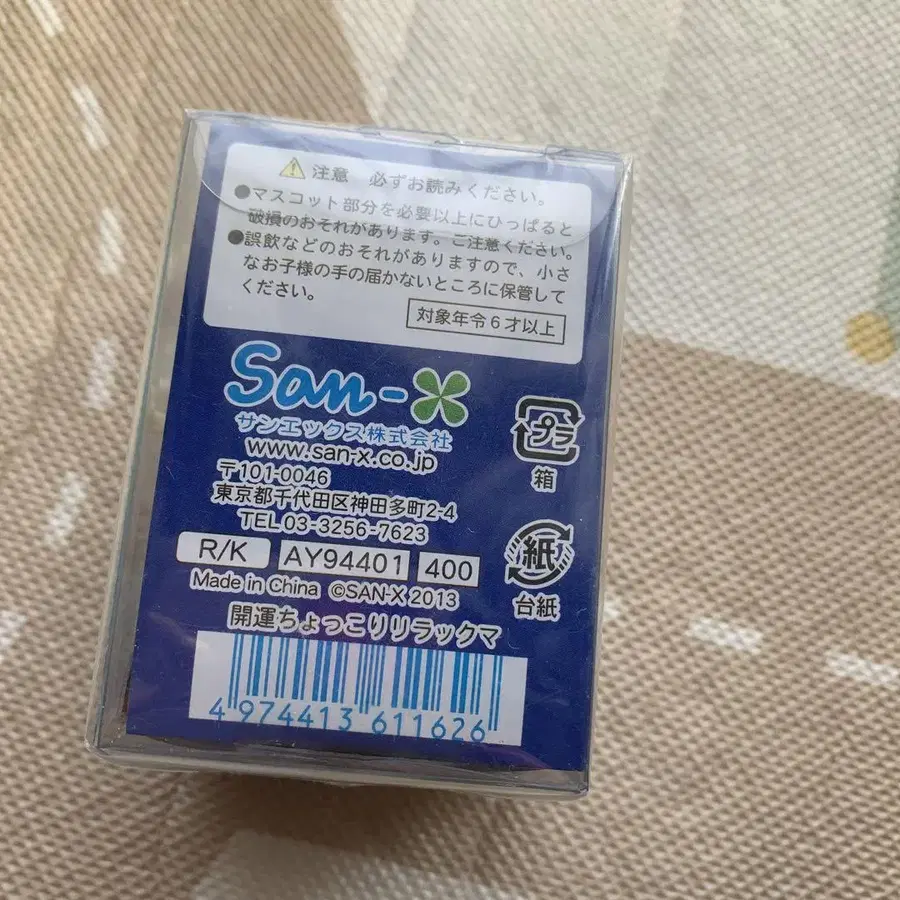 注意 必ずお読みください。
●マスコット部分を必要以上にひっぱると
破損のおそれがあります。ご注意ください。
●誤飲などのおそれがありますので、小さ
なお子様の手の届かないところに保管して
ください。
対象年令6才以上
San-X
サンエックス株式会社
www.san-x.co.jp
〒101-0046
東京都千代田区神田多町2-4
TEL 03-3256-7623
プラ
箱
紙
台紙
R/K AY94401 400
Made in China ©SAN-X 2013
開運ちょっこりリラックマ
4 974413 611626